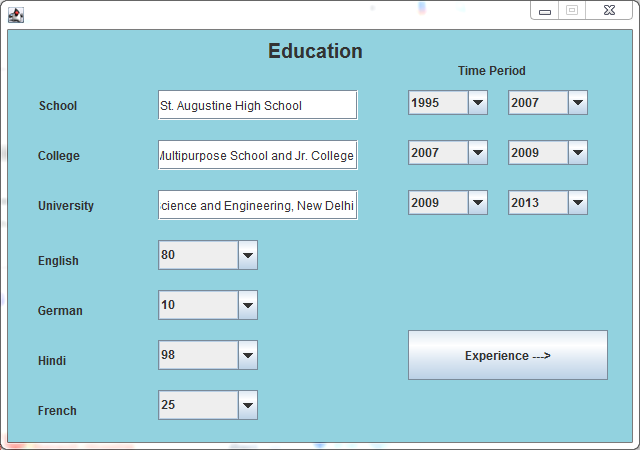 Education
Time Period
School St. Augustine High School 1995 2007
College Multipurpose School and Jr. College 2007 2009
University cience and Engineering, New Delhi 2009 2013
English 80
German 10
Hindi 98
Experience --->
French 25